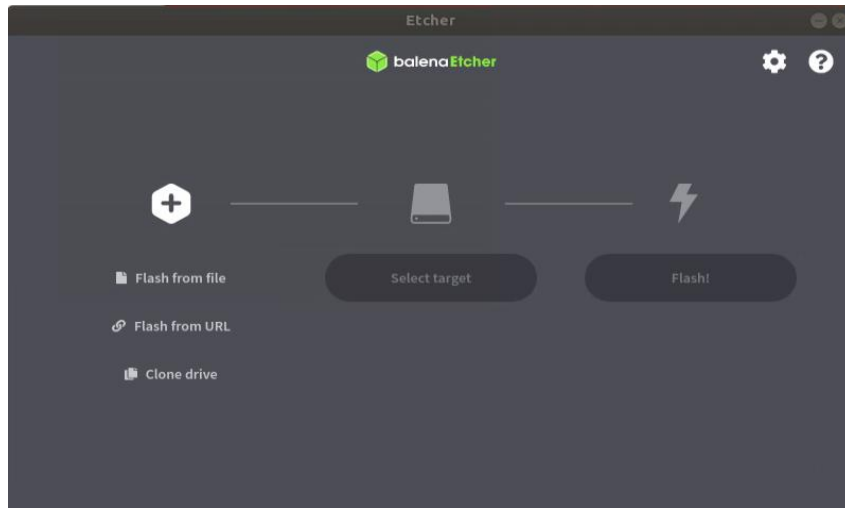 Etcher
balenaEtcher
Flash from file
Select target
Flash!
Flash from URL
Clone drive